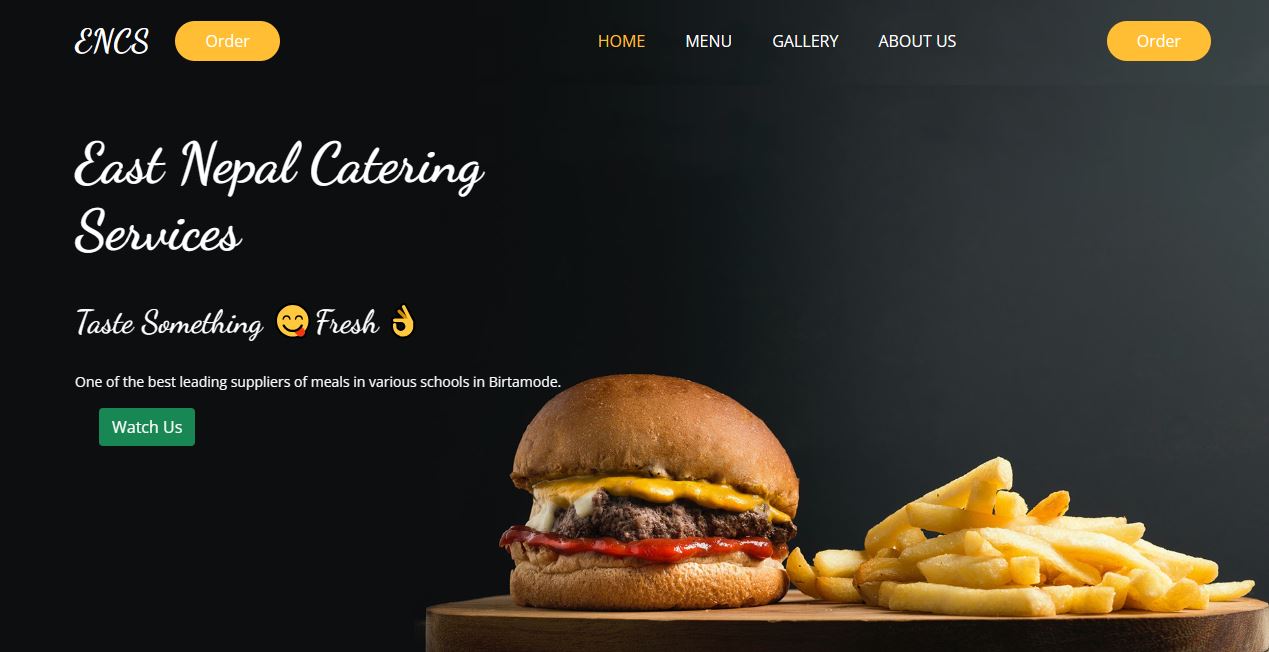 ENCS
Order
HOME
MENU
GALLERY
ABOUT US
Order
East Nepal Catering
Services
Taste Something 😋 Fresh 👌
One of the best leading suppliers of meals in various schools in Birtamode.
Watch Us